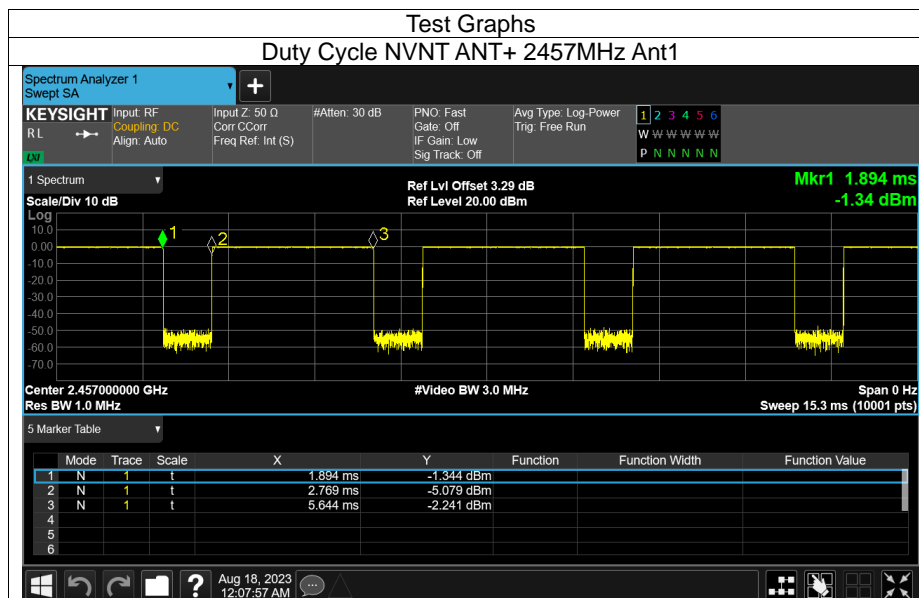 Test Graphs
Duty Cycle NVNT ANT+ 2457MHz Ant1
Spectrum Analyzer 1
Swept SA
+
KEYSIGHT Input: RF Input Z: 50 Ω #Atten: 30 dB PNO: Fast Avg Type: Log-Power 1 2 3 4 5 6
RL Coupling: DC Corr CCorr Gate: Off Trig: Free Run W W W W W W
Align: Auto Freq Ref: Int (S) IF Gain: Low
LXI Sig Track: Off P N N N N N
1 Spectrum Ref Lvl Offset 3.29 dB Mkr1 1.894 ms
Scale/Div 10 dB Ref Level 20.00 dBm -1.34 dBm
Log
10.0 1 2 3
0.00
-10.0
-20.0
-30.0
-40.0
-50.0
-60.0
-70.0
Center 2.457000000 GHz #Video BW 3.0 MHz Span 0 Hz
Res BW 1.0 MHz Sweep 15.3 ms (10001 pts)
5 Marker Table
Mode Trace Scale X Y Function Function Width Function Value
1 N 1 t 1.894 ms -1.344 dBm
2 N 1 t 2.769 ms -5.079 dBm
3 N 1 t 5.644 ms -2.241 dBm
4
5
6
? Aug 18, 2023
12:07:57 AM